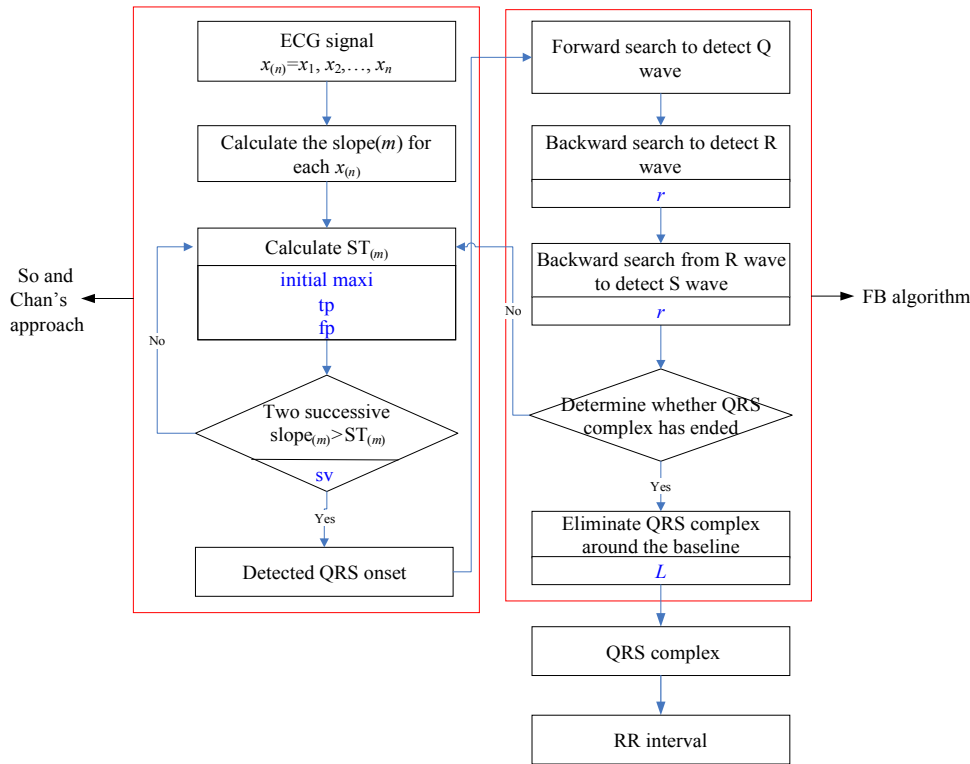 ECG signal
x(n)=x1, x2,…, xn
Calculate the slope(m) for
each x(n)
Calculate ST(m)
initial maxi
tp
fp
No
Two successive
slope(m)>ST(m)
sv
Yes
Detected QRS onset
So and
Chan's
approach
Forward search to detect Q
wave
Backward search to detect R
wave
r
Backward search from R wave
to detect S wave
r
No
Determine whether QRS
complex has ended
Yes
Eliminate QRS complex
around the baseline
L
FB algorithm
QRS complex
RR interval